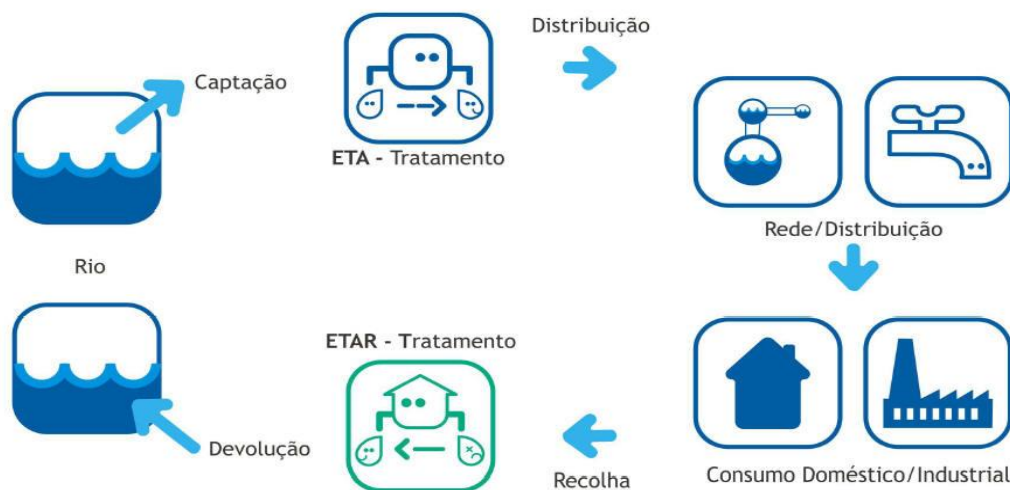 Distribuição
Captação
ETA - Tratamento
Rede/Distribuição
Rio
ETAR - Tratamento
Devolução
Recolha
Consumo Doméstico/Industrial